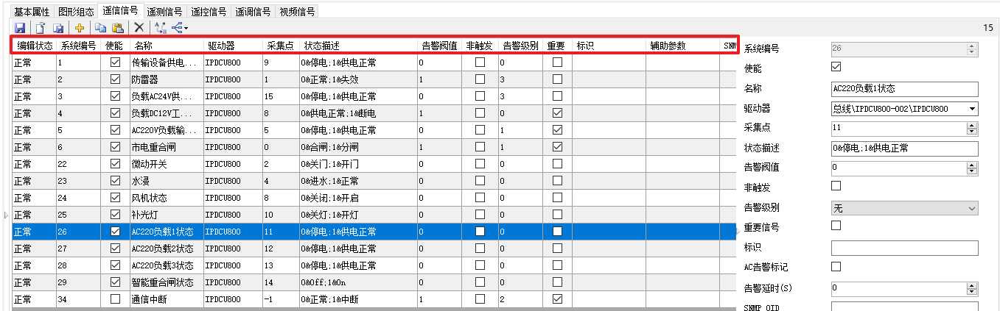 基本属性 图形组态 遥信信号 遥测信号 遥控信号 遥调信号 视频信号
15
编辑状态 系统编号 使能 名称 驱动器 采集点 状态描述 告警阀值 非触发 告警级别 重要 标识 辅助参数 SNM
正常 1 传输设备供电... IPDCU800 9 0&停电;1&供电正常 0 0
正常 2 防雷器 IPDCU800 1 0&正常;1&失效 1 3
正常 3 负载AC24V供... IPDCU800 15 0&停电;1&供电正常 0 3
正常 4 负载DC12V工... IPDCU800 8 0&供电正常;1&断电 1 0
正常 5 AC220V负载输... IPDCU800 5 0&停电;1&供电正常 0 1
正常 6 市电重合闸 IPDCU800 0 0&合闸;1&分闸 1 1
正常 22 微动开关 IPDCU800 2 0&关门;1&开门 0 0
正常 23 水浸 IPDCU800 4 0&进水;1&正常 0 0
正常 24 风机状态 IPDCU800 8 0&关闭;1&开启 0 0
正常 25 补光灯 IPDCU800 10 0&关灯;1&开灯 0 0
正常 26 AC220负载1状态 IPDCU800 11 0&停电;1&供电正常 0 0
正常 27 AC220负载2状态 IPDCU800 12 0&停电;1&供电正常 0 0
正常 28 AC220负载3状态 IPDCU800 13 0&停电;1&供电正常 0 0
正常 29 智能重合闸状态 IPDCU800 14 0&Off;1&On 0 0
正常 34 通信中断 IPDCU800 -1 0&正常;1&中断 1 2
系统编号 26
使能
名称 AC220负载1状态
驱动器 总线\IPDCU800-002\IPDCU800
采集点 11
状态描述 0&停电;1&供电正常
告警阀值 0
非触发
告警级别 无
重要信号
标识
AC告警标记
告警延时(S) 0
SNMP OID